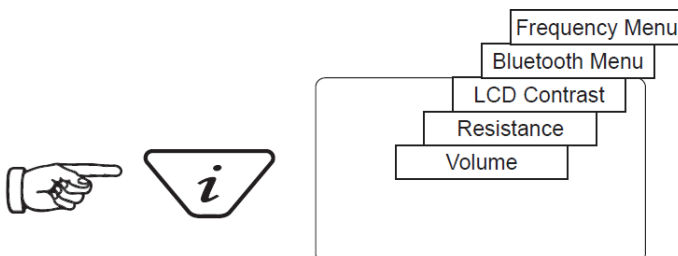 Frequency Menu
Bluetooth Menu
LCD Contrast
Resistance
Volume
i